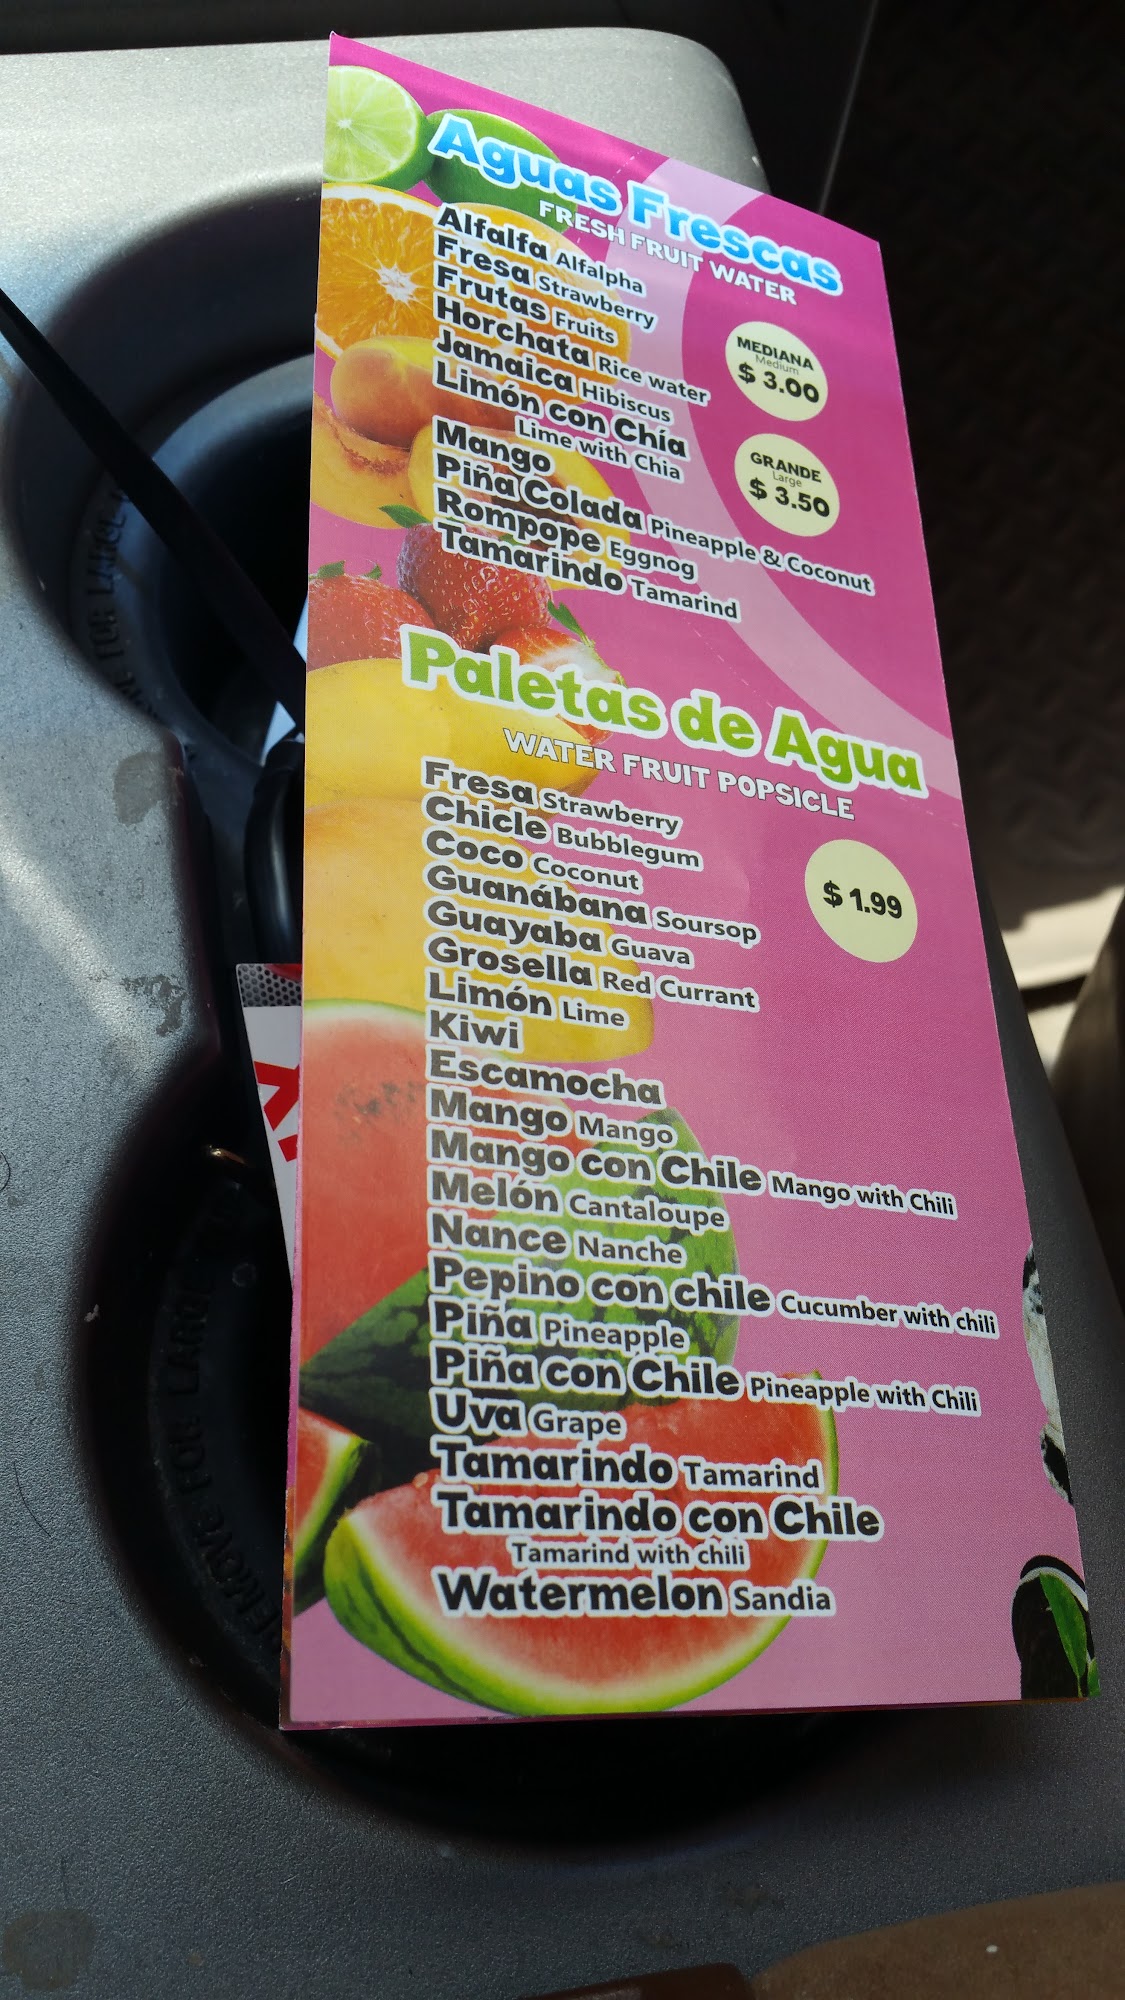 Aguas Frescas
FRESH FRUIT WATER
Alfalfa Alfalpha
Fresa Strawberry
Frutas Fruits
Horchata Rice water
Jamaica Hibiscus
Limón con Chía
Lime with Chia
Mango
Piña Colada Pineapple & Coconut
Rompope Eggnog
Tamarindo Tamarind
MEDIANA
Medium
$ 3.00
GRANDE
Large
$ 3.50
Paletas de Agua
WATER FRUIT POPSICLE
Fresa Strawberry
Chicle Bubblegum
Coco Coconut
Guanábana Soursop
Guayaba Guava
Grosella Red Currant
Limón Lime
Kiwi
Escamocha
Mango Mango
Mango con Chile Mango with Chili
Melón Cantaloupe
Nance Nanche
Pepino con chile Cucumber with chili
Piña Pineapple
Piña con Chile Pineapple with Chili
Uva Grape
Tamarindo Tamarind
Tamarindo con Chile
Tamarind with chili
Watermelon Sandia
$ 1.99
REMOVE FOR LARGE